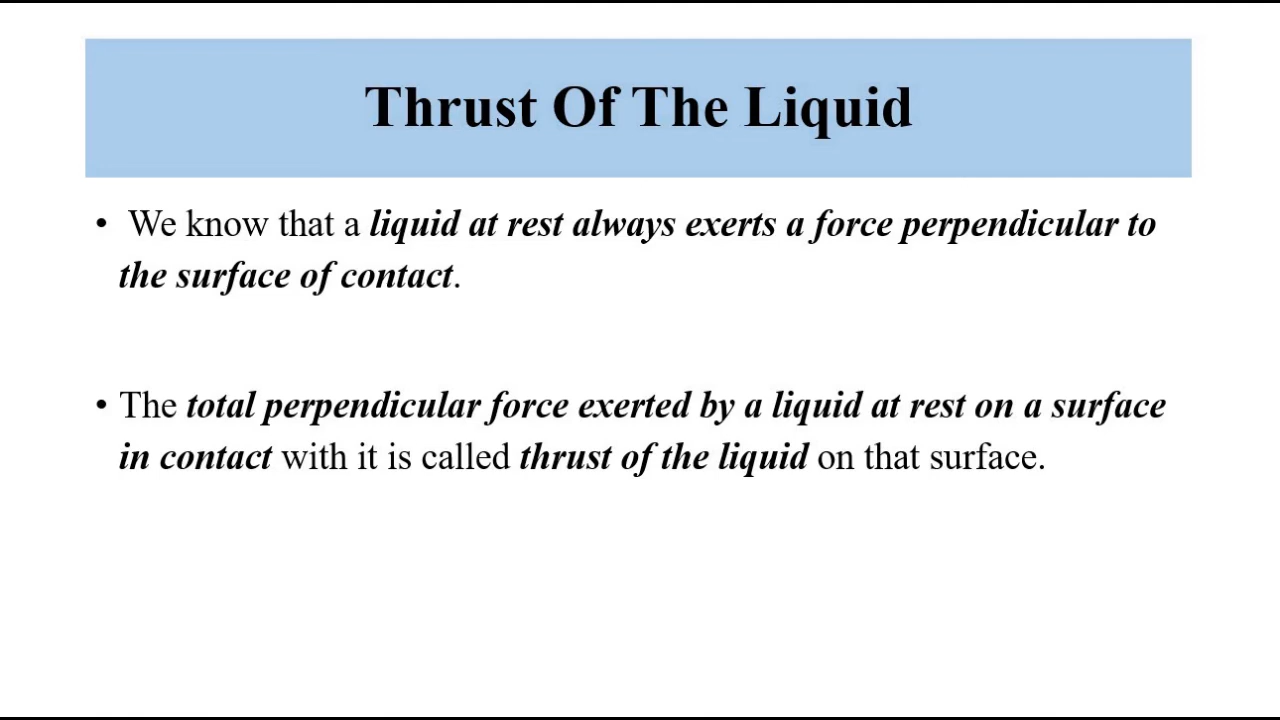 Thrust Of The Liquid
• We know that a liquid at rest always exerts a force perpendicular to
the surface of contact.
• The total perpendicular force exerted by a liquid at rest on a surface
in contact with it is called thrust of the liquid on that surface.